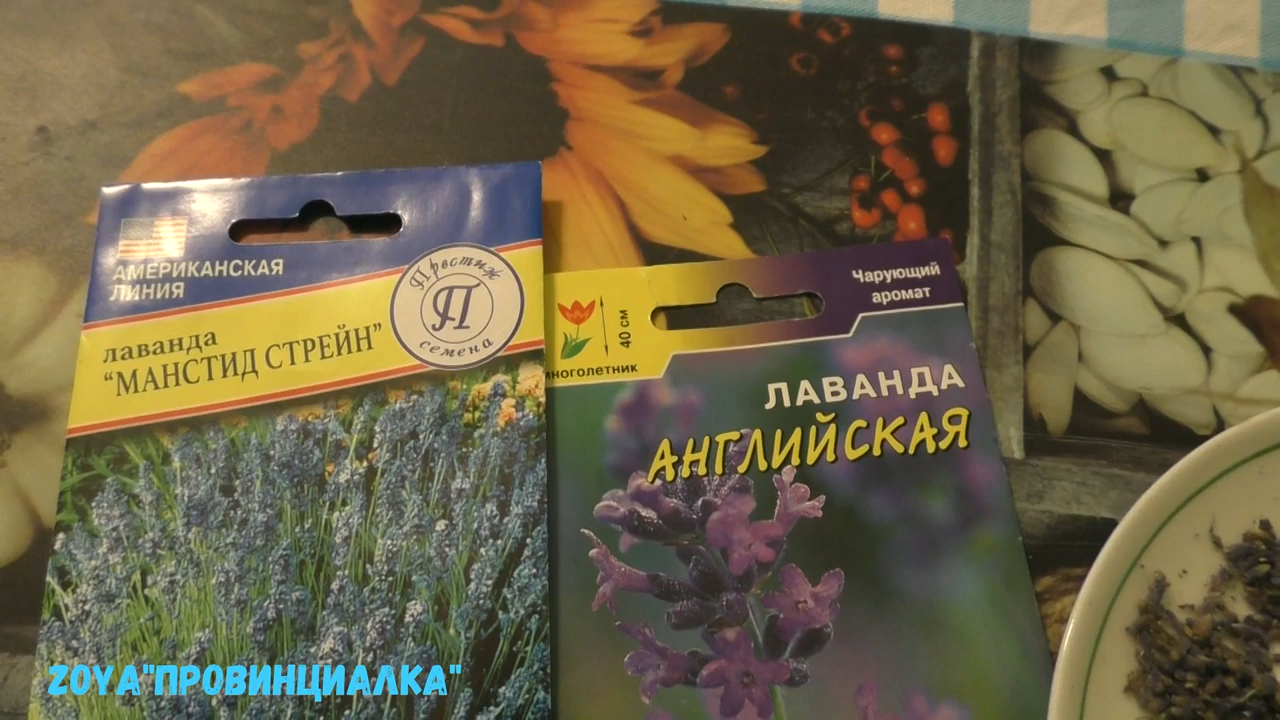 АМЕРИКАНСКАЯ
ЛИНИЯ
лаванда
“МАНСТИД СТРЕЙН”
Престиж
П
семена
многолетник
40 см
Чарующий
аромат
ЛАВАНДА
АНГЛИЙСКАЯ
ZOYA"ПРОВИНЦИАЛКА"